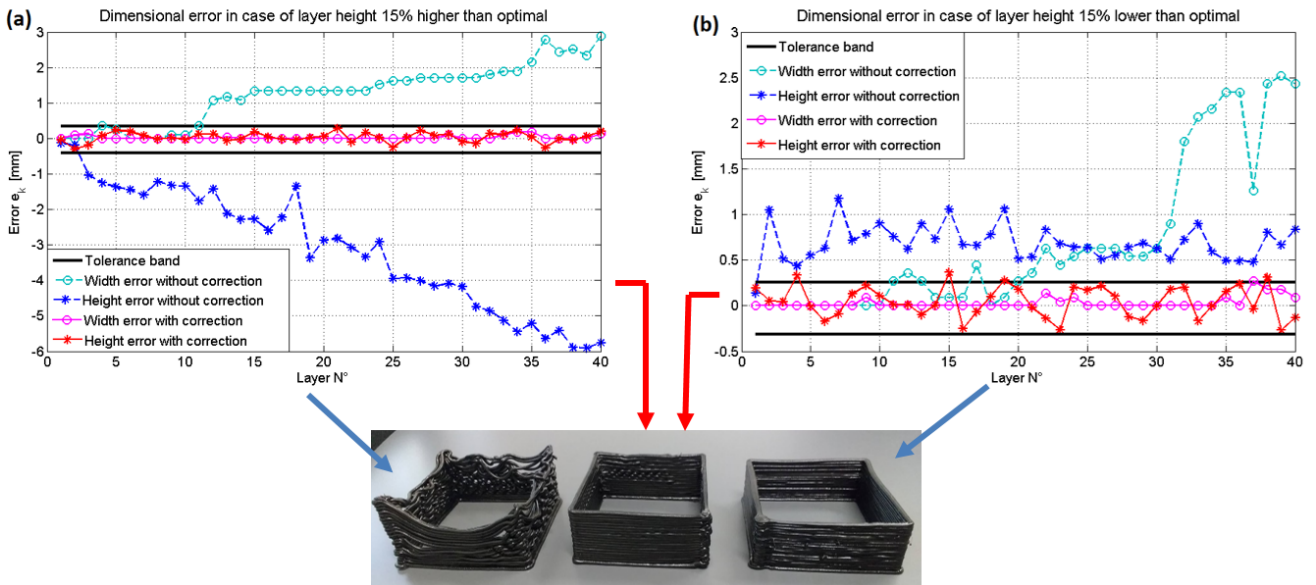 (a)
Dimensional error in case of layer height 15% higher than optimal
3
2
1
0
-1
-2
-3
-4
-5
-6
Error e_k [mm]
Tolerance band
Width error without correction
Height error without correction
Width error with correction
Height error with correction
0 5 10 15 20 25 30 35 40
Layer N°
(b)
Dimensional error in case of layer height 15% lower than optimal
3
2.5
2
1.5
1
0.5
0
-0.5
Error e_k [mm]
Tolerance band
Width error without correction
Height error without correction
Width error with correction
Height error with correction
0 5 10 15 20 25 30 35 40
Layer N°